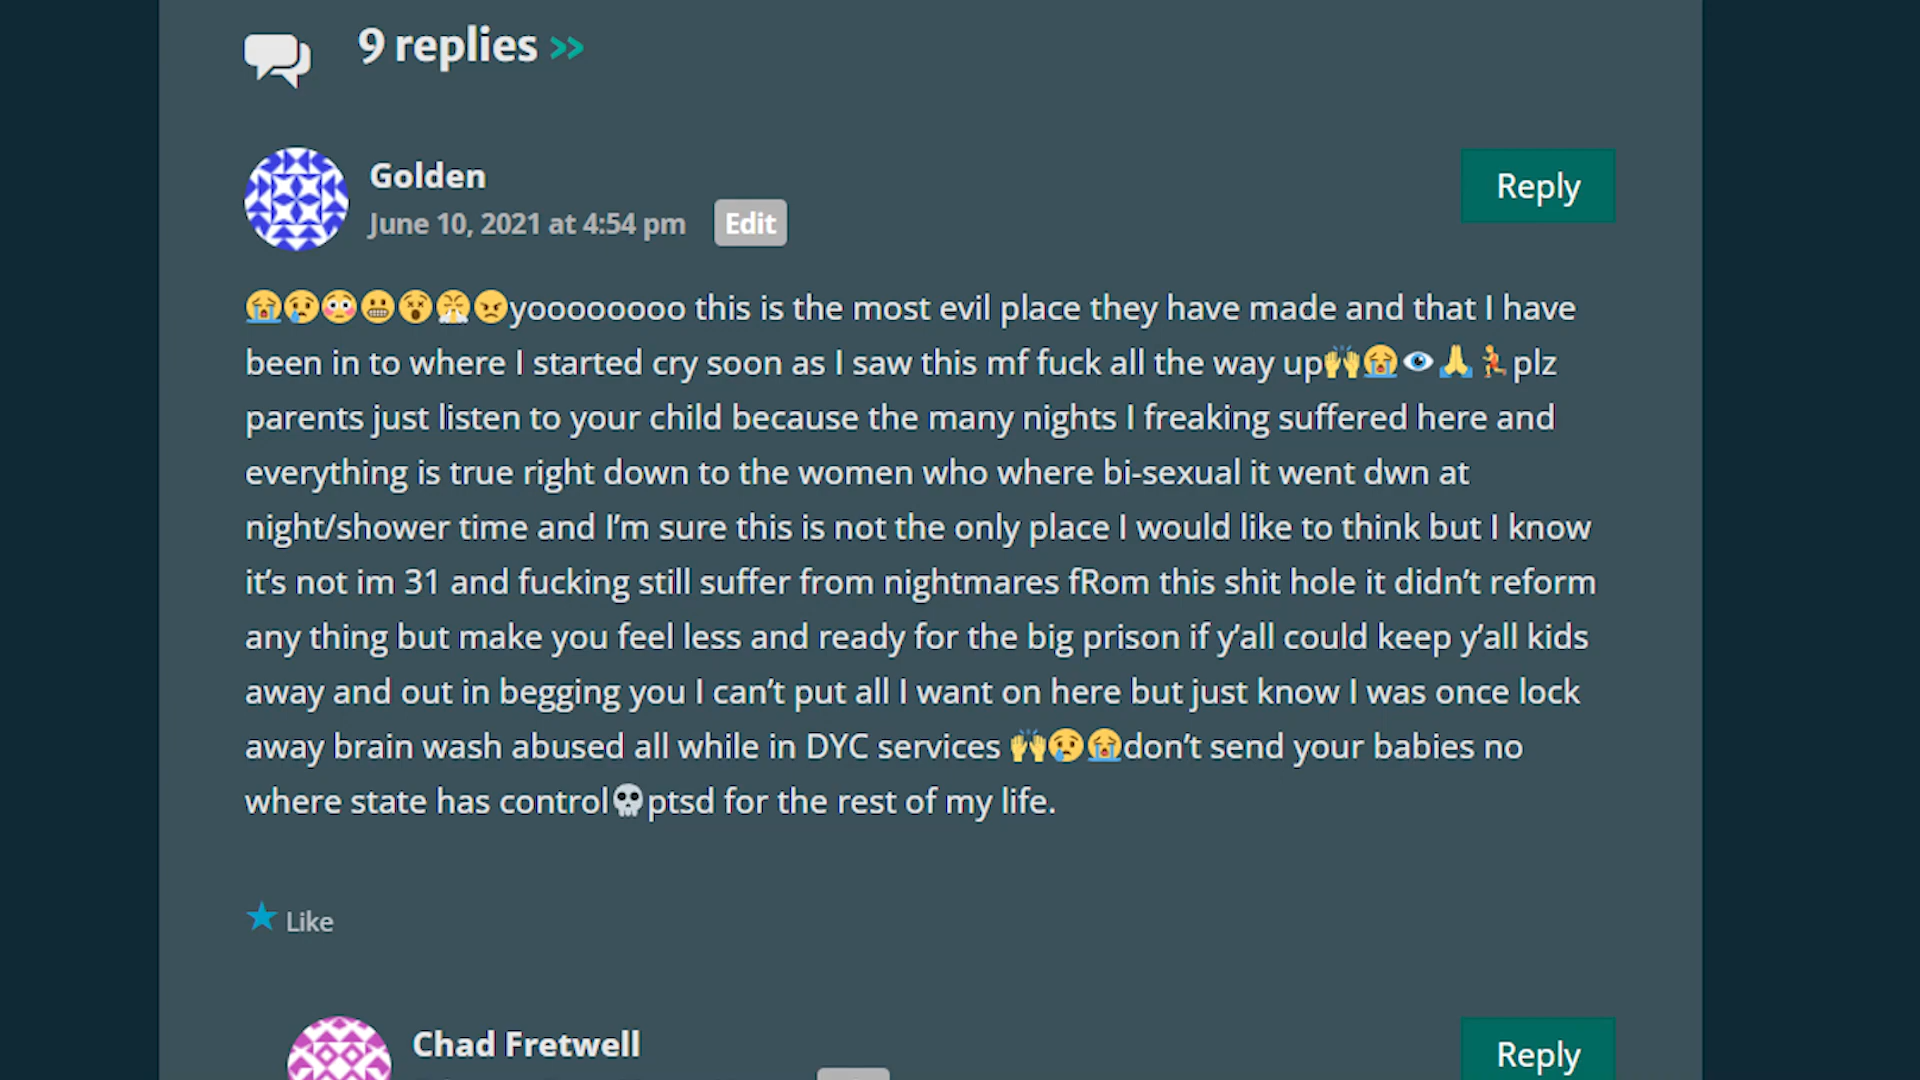 9 replies >>
Golden
Reply
June 10, 2021 at 4:54 pm Edit
😭😢😳😬😵😤😠yoooooooo this is the most evil place they have made and that I have
been in to where I started cry soon as I saw this mf fuck all the way up🙌😭👁🙏🏃plz
parents just listen to your child because the many nights I freaking suffered here and
everything is true right down to the women who where bi-sexual it went dwn at
night/shower time and I’m sure this is not the only place I would like to think but I know
it’s not im 31 and fucking still suffer from nightmares fRom this shit hole it didn’t reform
any thing but make you feel less and ready for the big prison if y’all could keep y’all kids
away and out in begging you I can’t put all I want on here but just know I was once lock
away brain wash abused all while in DYC services 🙌😢😭don’t send your babies no
where state has control💀ptsd for the rest of my life.
Like
Chad Fretwell
Reply